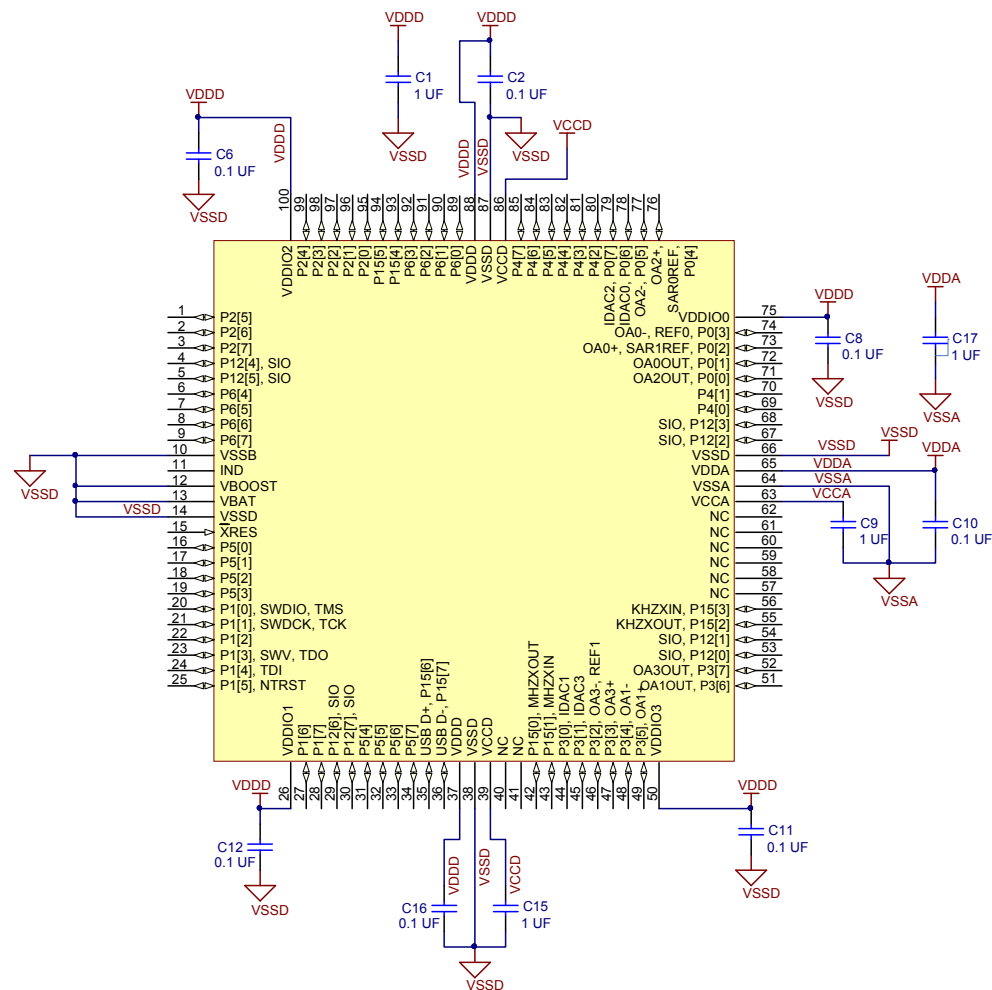 VDDD
VDDD
C1
1 UF
C2
0.1 UF
VDDD
C6
0.1 UF
VSSD
VSSD
VSSD
VCCD
VDDD
VDDD
VSSD
100
99
98
97
96
95
94
93
92
91
90
89
88
87
86
85
84
83
82
81
80
79
78
77
76
VDDIO2
P2[4]
P2[3]
P2[2]
P2[1]
P2[0]
P15[5]
P15[4]
P6[3]
P6[2]
P6[1]
P6[0]
VDDD
VSSD
VCCD
P4[7]
P4[6]
P4[5]
P4[4]
P4[3]
P4[2]
IDAC2, P0[7]
IDAC0, P0[6]
OA2-, P0[5]
OA2+,
SAR0REF,
P0[4]
1 P2[5]
2 P2[6]
3 P2[7]
4 P12[4], SIO
5 P12[5], SIO
6 P6[4]
7 P6[5]
8 P6[6]
9 P6[7]
10 VSSB
11 IND
12 VBOOST
13 VBAT
VSSD 14 VSSD
15 XRES
16 P5[0]
17 P5[1]
18 P5[2]
19 P5[3]
20 P1[0], SWDIO, TMS
21 P1[1], SWDCK, TCK
22 P1[2]
23 P1[3], SWV, TDO
24 P1[4], TDI
25 P1[5], NTRST
VSSD
VDDIO0 75
OA0-, REF0, P0[3] 74
OA0+, SAR1REF, P0[2] 73
OA0OUT, P0[1] 72
OA2OUT, P0[0] 71
P4[1] 70
P4[0] 69
SIO, P12[3] 68
SIO, P12[2] 67
VSSD 66 VSSD
VDDA 65 VDDA
VSSA 64 VSSA
VCCA 63 VCCA
NC 62
NC 61
NC 60
NC 59
NC 58
NC 57
KHZXIN, P15[3] 56
KHZXOUT, P15[2] 55
SIO, P12[1] 54
SIO, P12[0] 53
OA3OUT, P3[7] 52
OA1OUT, P3[6] 51
VDDD
C8
0.1 UF
VSSD
VDDA
C17
1 UF
VSSA
VSSD
VDDA
C9
1 UF
C10
0.1 UF
VSSA
VDDIO1
P1[6]
P1[7]
P12[6], SIO
P12[7], SIO
P5[4]
P5[5]
P5[6]
P5[7]
USB D+, P15[6]
USB D-, P15[7]
VDDD
VSSD
VCCD
NC
NC
P15[0], MHZXOUT
P15[1], MHZXIN
P3[0], IDAC1
P3[1], IDAC3
P3[2], OA3-, REF1
P3[3], OA3+
P3[4], OA1-
P3[5], OA1+
VDDIO3
26
27
28
29
30
31
32
33
34
35
36
37
38
39
40
41
42
43
44
45
46
47
48
49
50
VDDD
C12
0.1 UF
VSSD
VDDD
VSSD
VCCD
C16
0.1 UF
C15
1 UF
VSSD
VDDD
C11
0.1 UF
VSSD